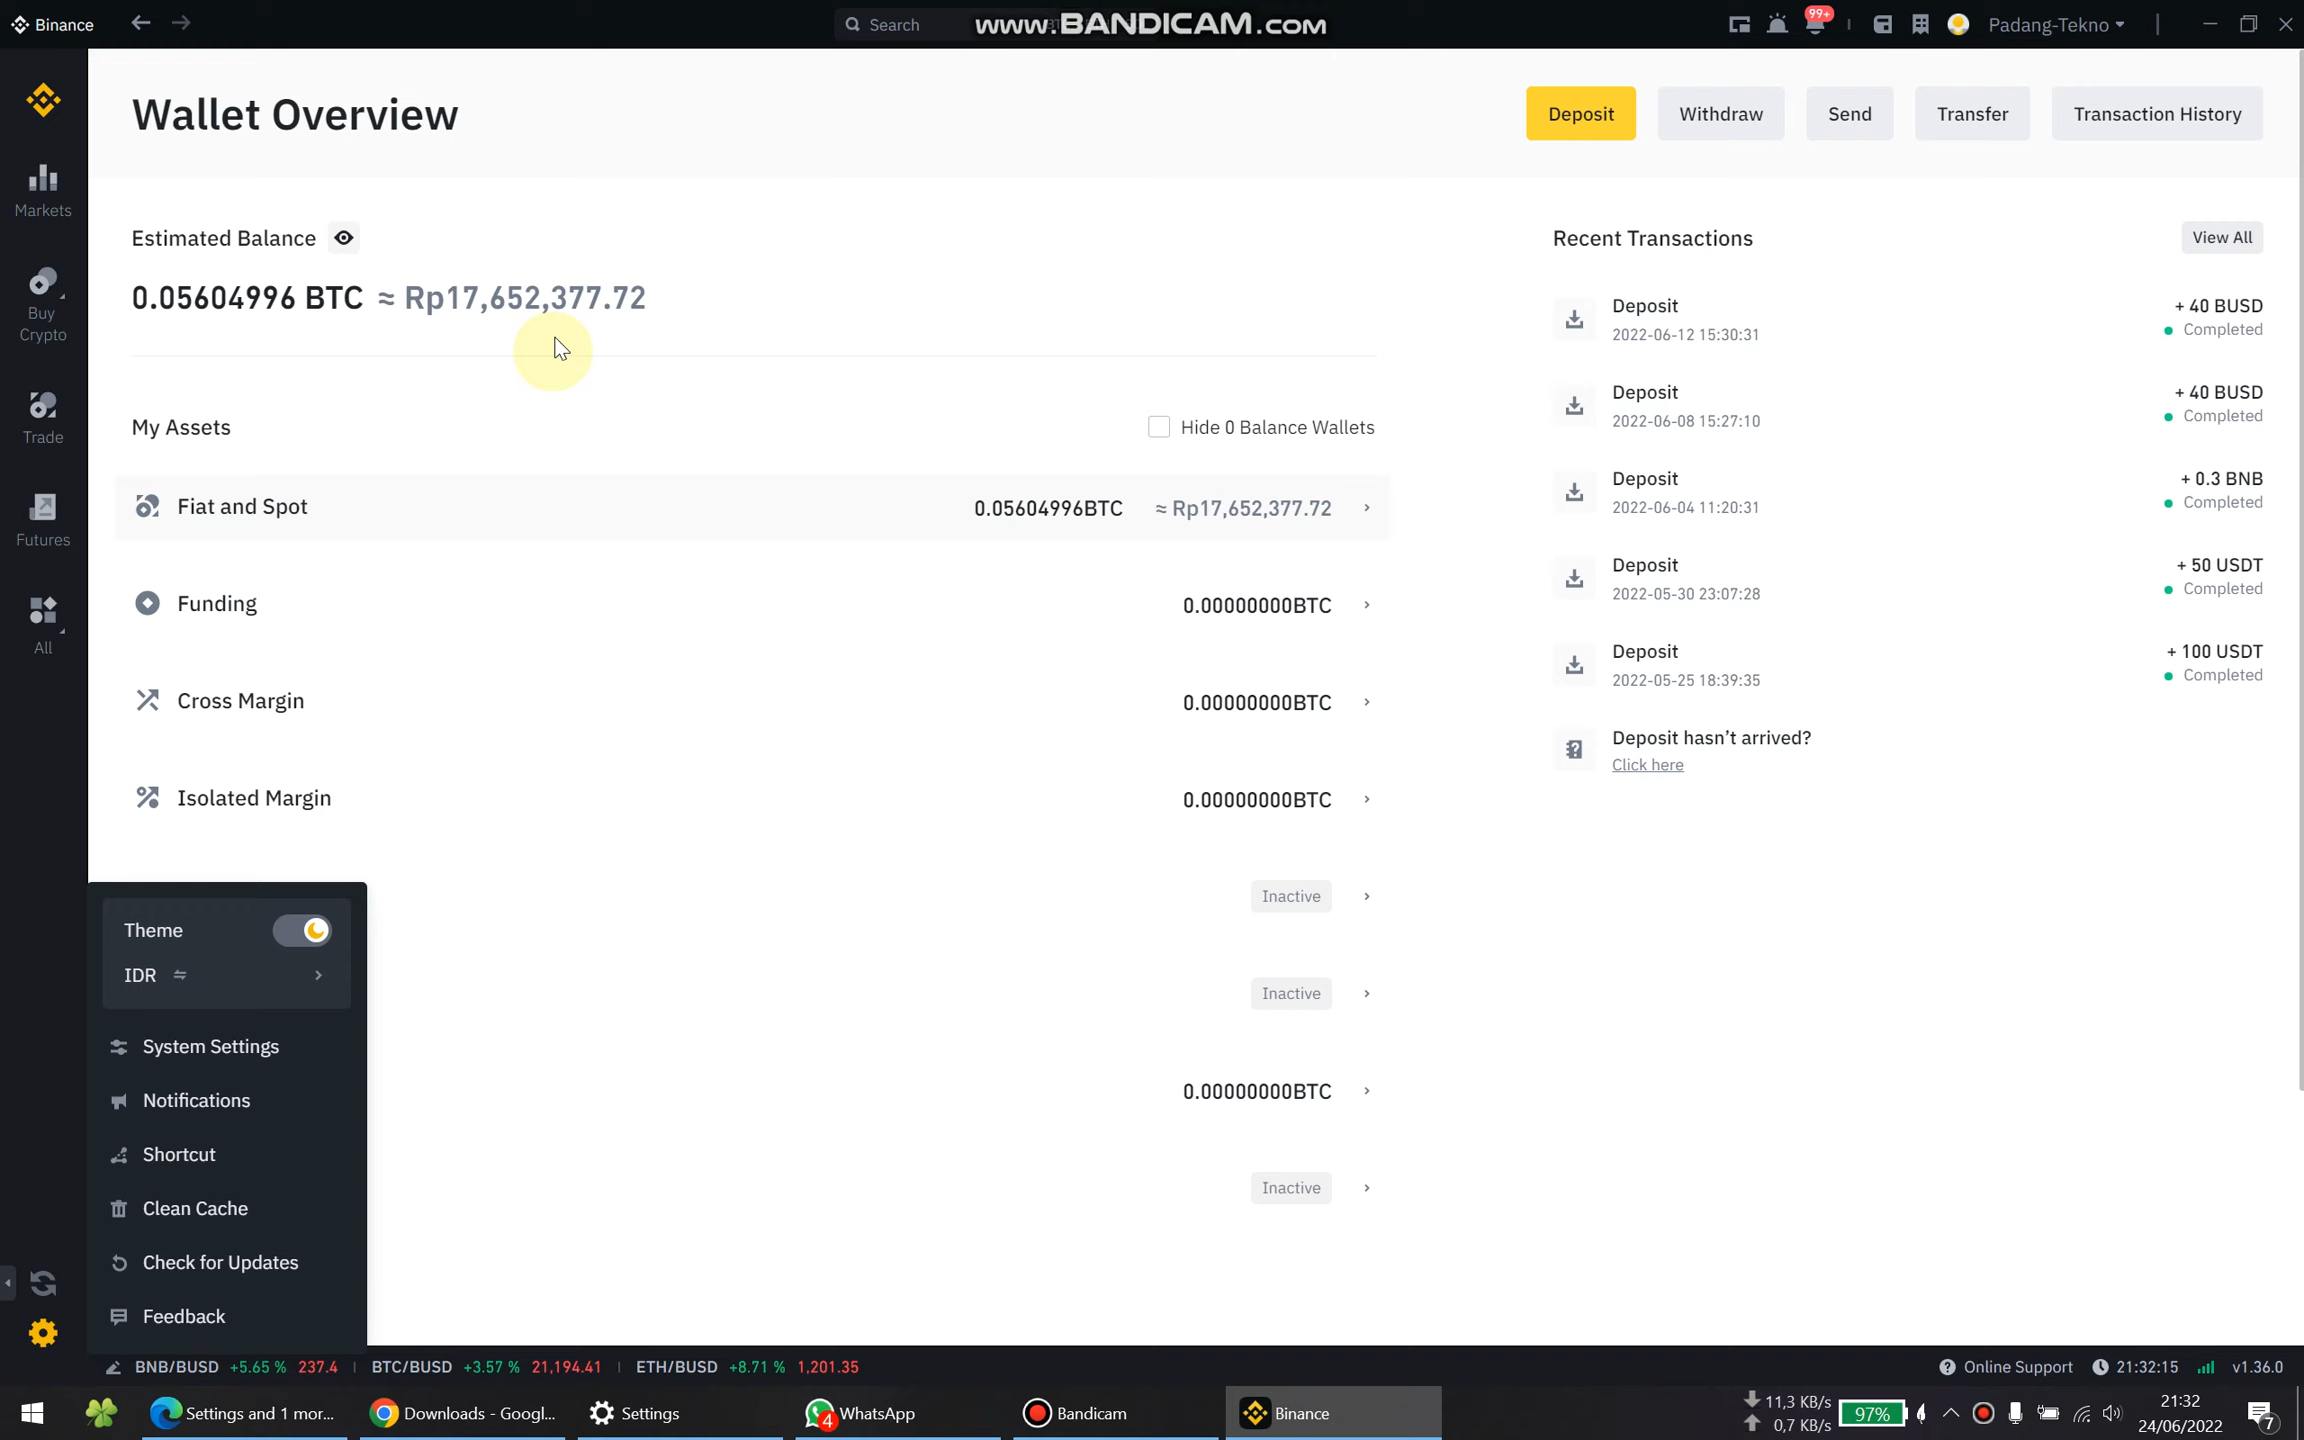 Binance
Search
www.BANDICAM.com
99+
Padang-Tekno
Wallet Overview
Deposit
Withdraw
Send
Transfer
Transaction History
Markets
Buy
Crypto
Trade
Futures
All
Estimated Balance
0.05604996 BTC ≈ Rp17,652,377.72
My Assets
Hide 0 Balance Wallets
Fiat and Spot 0.05604996BTC ≈ Rp17,652,377.72
Funding 0.00000000BTC
Cross Margin 0.00000000BTC
Isolated Margin 0.00000000BTC
Inactive
Inactive
0.00000000BTC
Inactive
Recent Transactions
View All
Deposit + 40 BUSD
2022-06-12 15:30:31 Completed
Deposit + 40 BUSD
2022-06-08 15:27:10 Completed
Deposit + 0.3 BNB
2022-06-04 11:20:31 Completed
Deposit + 50 USDT
2022-05-30 23:07:28 Completed
Deposit + 100 USDT
2022-05-25 18:39:35 Completed
Deposit hasn't arrived?
Click here
Theme
IDR
System Settings
Notifications
Shortcut
Clean Cache
Check for Updates
Feedback
BNB/BUSD +5.65 % 237.4 | BTC/BUSD +3.57 % 21,194.41 | ETH/BUSD +8.71 % 1,201.35
Online Support 21:32:15 v1.36.0
Settings and 1 mor...
Downloads - Googl...
Settings
4
WhatsApp
Bandicam
Binance
11,3 KB/s
0,7 KB/s
97%
21:32
24/06/2022
7